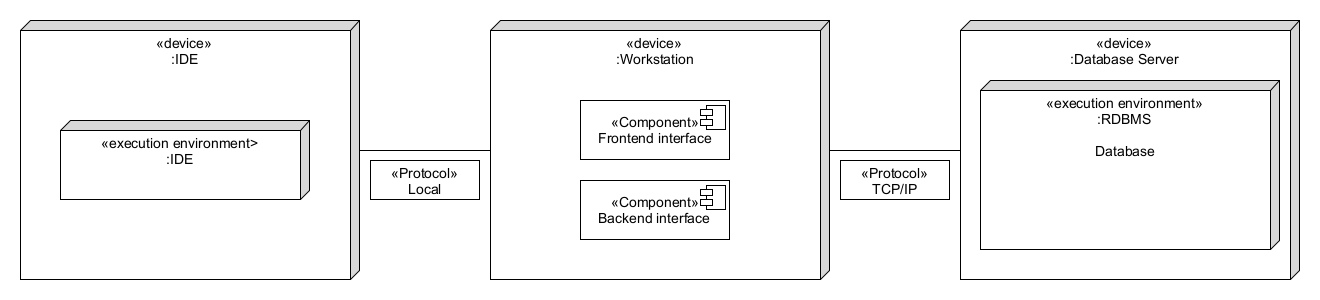 «device»
:IDE
«execution environment>
:IDE
«Protocol»
Local
«device»
:Workstation
«Component»
Frontend interface
«Component»
Backend interface
«Protocol»
TCP/IP
«device»
:Database Server
«execution environment»
:RDBMS
Database